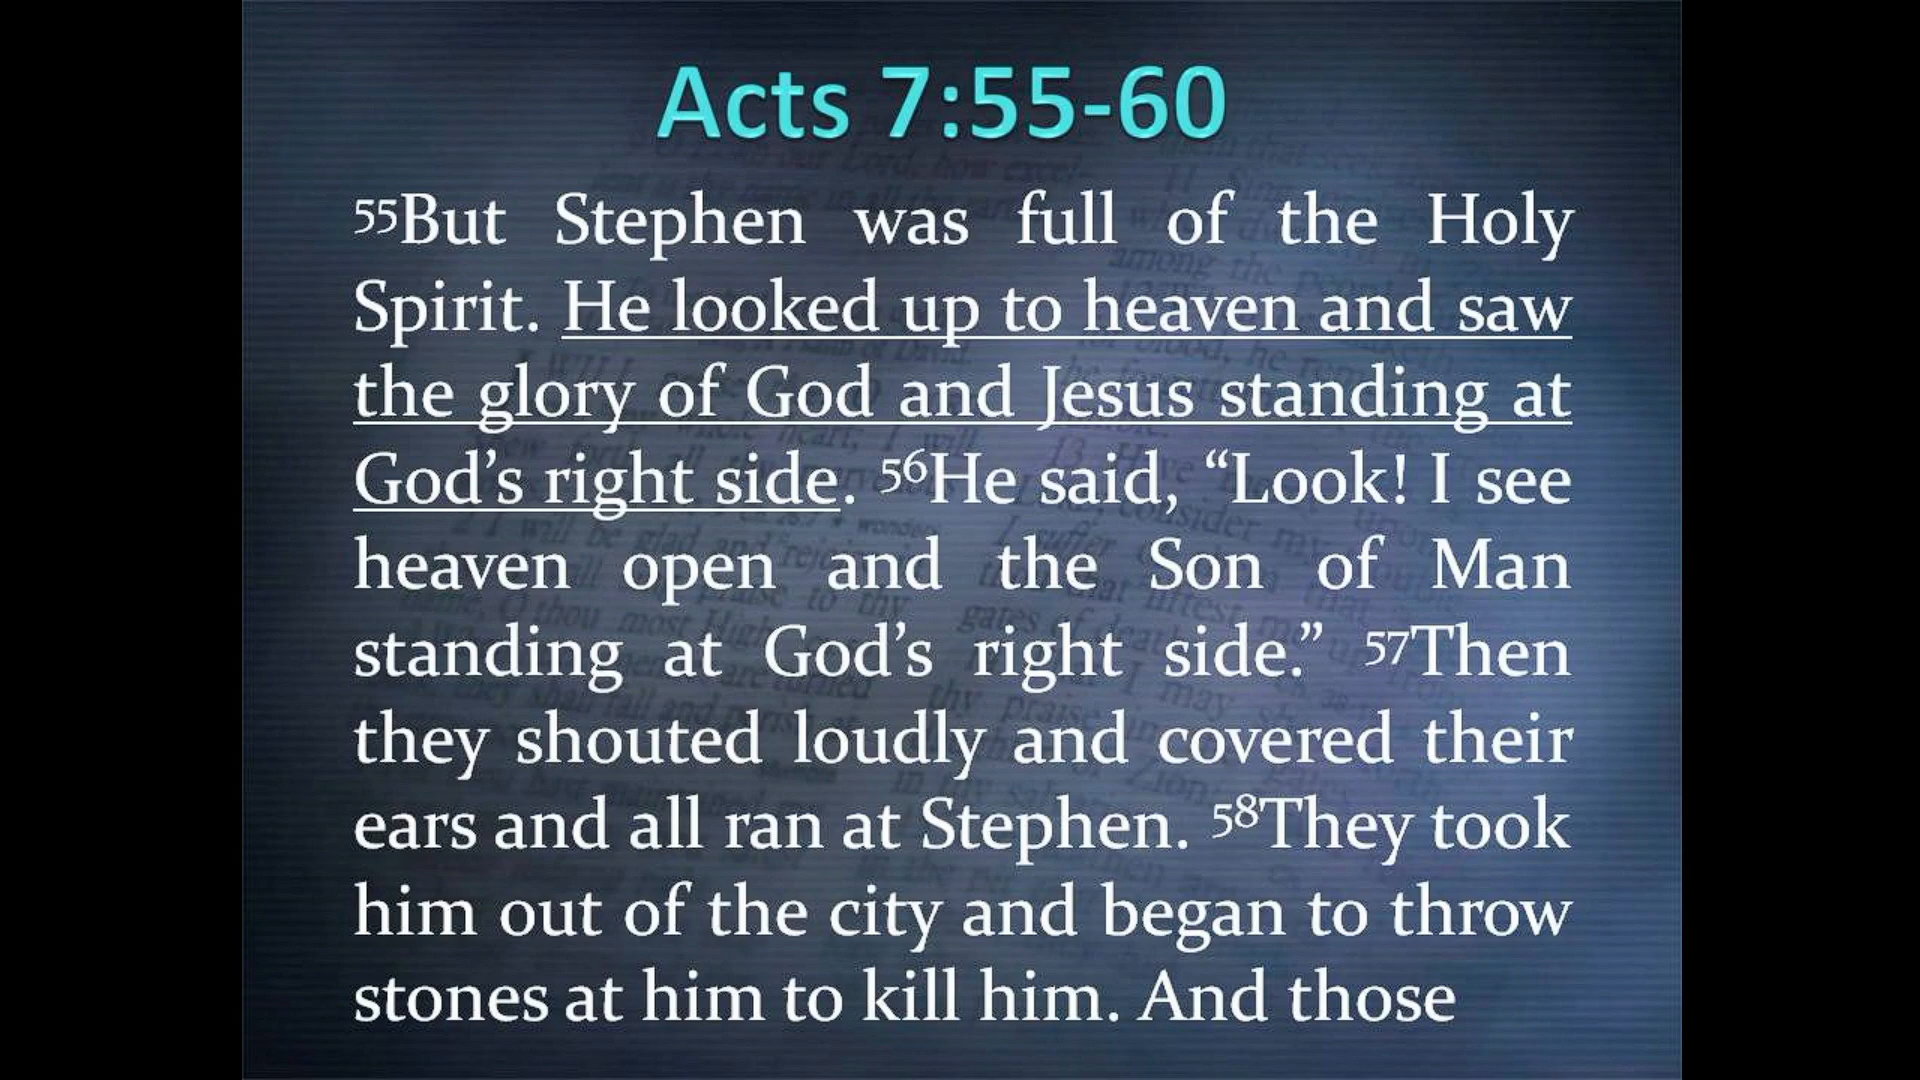 Acts 7:55-60
55But Stephen was full of the Holy
Spirit. He looked up to heaven and saw
the glory of God and Jesus standing at
God’s right side. 56He said, “Look! I see
heaven open and the Son of Man
standing at God’s right side.” 57Then
they shouted loudly and covered their
ears and all ran at Stephen. 58They took
him out of the city and began to throw
stones at him to kill him. And those